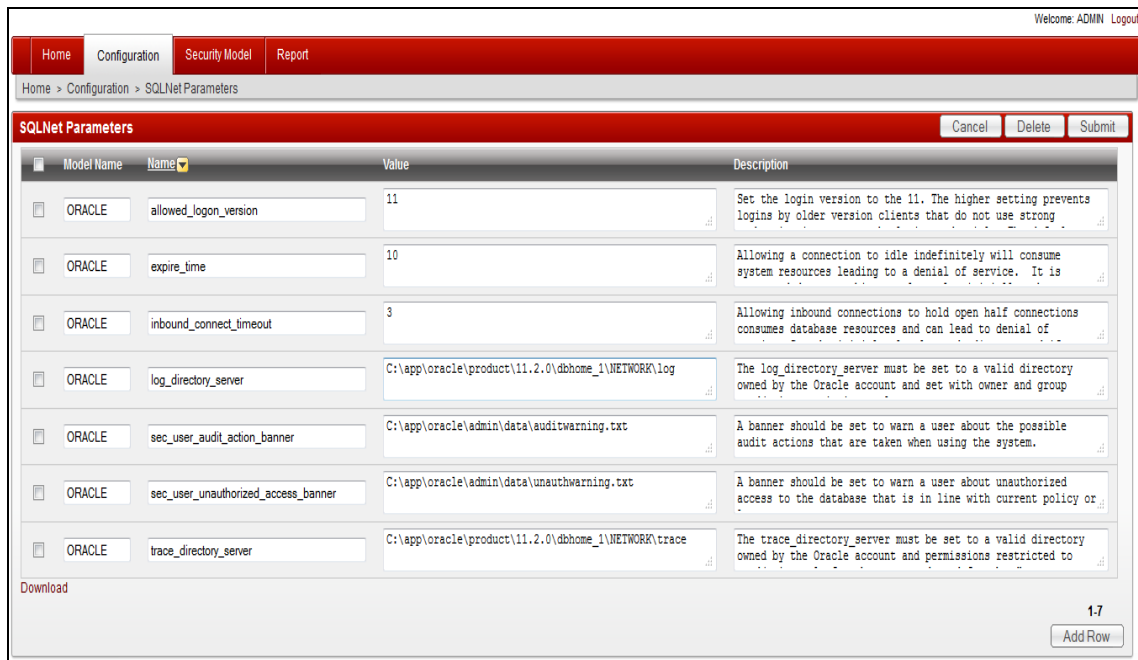 Welcome: ADMIN Logout
Home Configuration Security Model Report
Home > Configuration > SQLNet Parameters
SQLNet Parameters Cancel Delete Submit
Model Name Name Value Description
ORACLE allowed_logon_version 11 Set the login version to the 11. The higher setting prevents
logins by older version clients that do not use strong
ORACLE expire_time 10 Allowing a connection to idle indefinitely will consume
system resources leading to a denial of service. It is
ORACLE inbound_connect_timeout 3 Allowing inbound connections to hold open half connections
consumes database resources and can lead to denial of
ORACLE log_directory_server C:\app\oracle\product\11.2.0\dbhome_1\NETWORK\log The log_directory_server must be set to a valid directory
owned by the Oracle account and set with owner and group
ORACLE sec_user_audit_action_banner C:\app\oracle\admin\data\auditwarning.txt A banner should be set to warn a user about the possible
audit actions that are taken when using the system.
ORACLE sec_user_unauthorized_access_banner C:\app\oracle\admin\data\unauthwarning.txt A banner should be set to warn a user about unauthorized
access to the database that is in line with current policy or
ORACLE trace_directory_server C:\app\oracle\product\11.2.0\dbhome_1\NETWORK\trace The trace_directory_server must be set to a valid directory
owned by the Oracle account and permissions restricted to
Download
1-7
Add Row